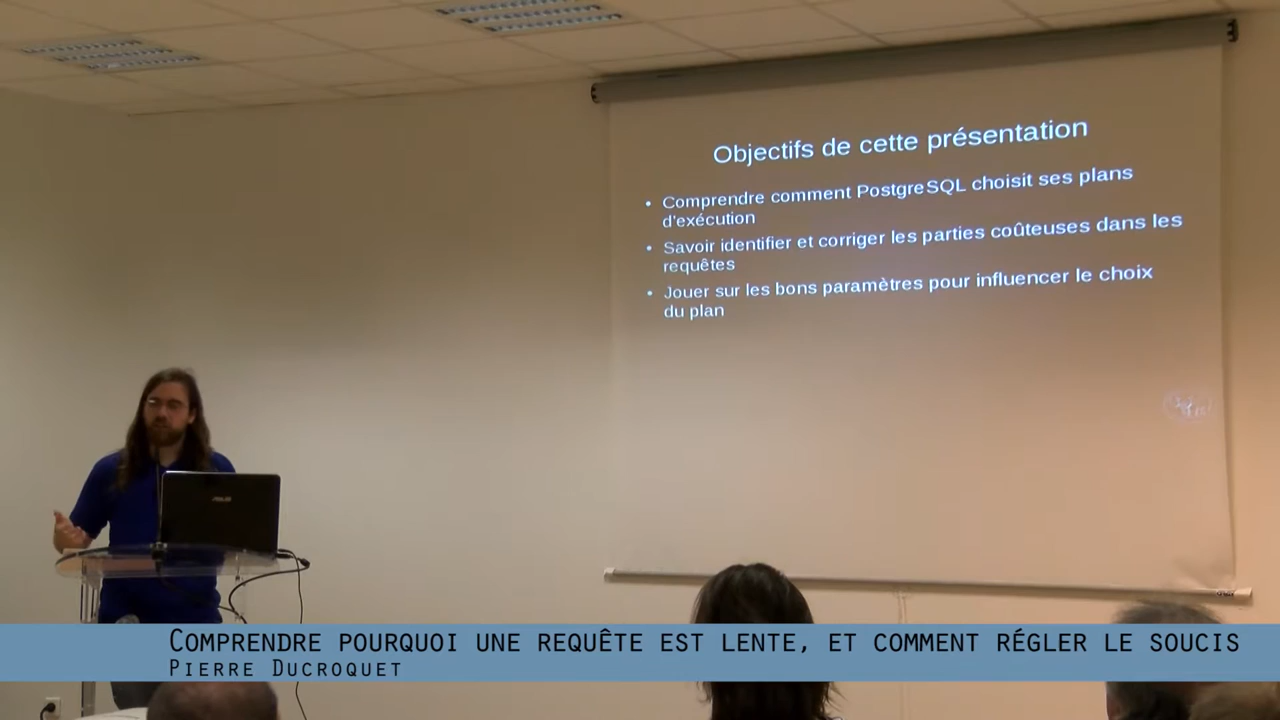 Objectifs de cette présentation
• Comprendre comment PostgreSQL choisit ses plans
d'exécution
• Savoir identifier et corriger les parties coûteuses dans les
requêtes
• Jouer sur les bons paramètres pour influencer le choix
du plan
ASUS
COMPRENDRE POURQUOI UNE REQUÊTE EST LENTE, ET COMMENT RÉGLER LE SOUCIS
PIERRE DUCROQUET